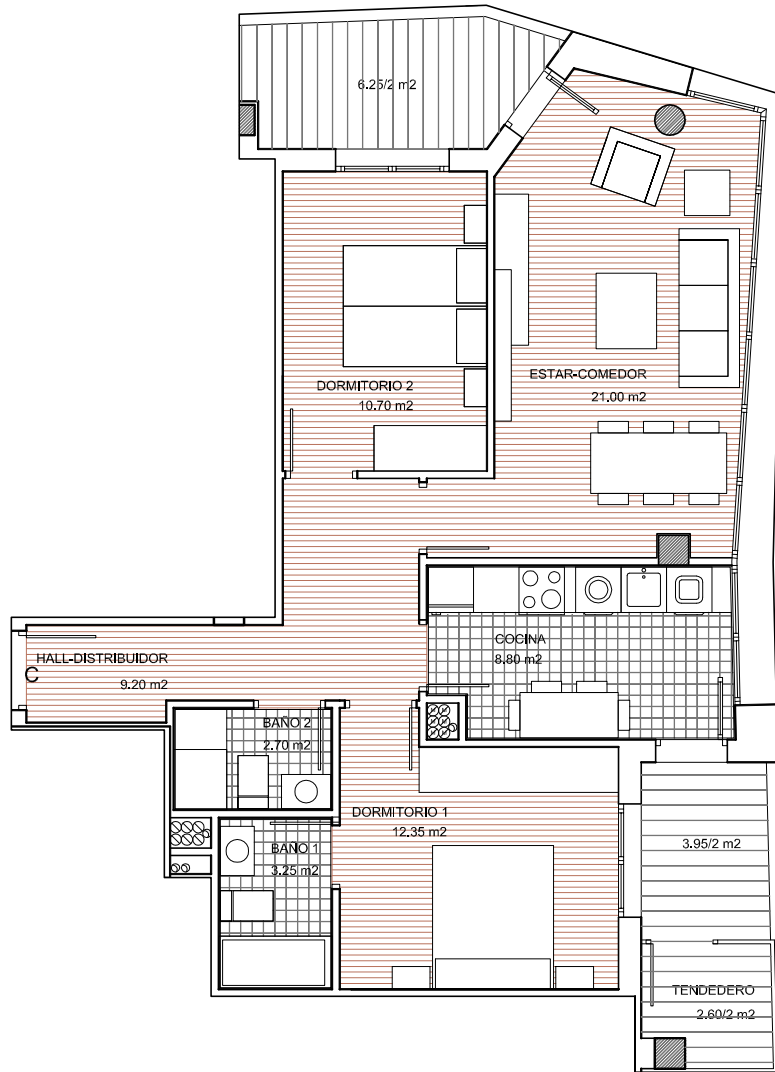 6.25/2 m2
DORMITORIO 2
10.70 m2
ESTAR-COMEDOR
21.00 m2
COCINA
8.80 m2
HALL-DISTRIBUIDOR
C
9.20 m2
BAÑO 2
2.70 m2
DORMITORIO 1
12.35 m2
BAÑO 1
3.25 m2
3.95/2 m2
TENDEDERO
2.60/2 m2